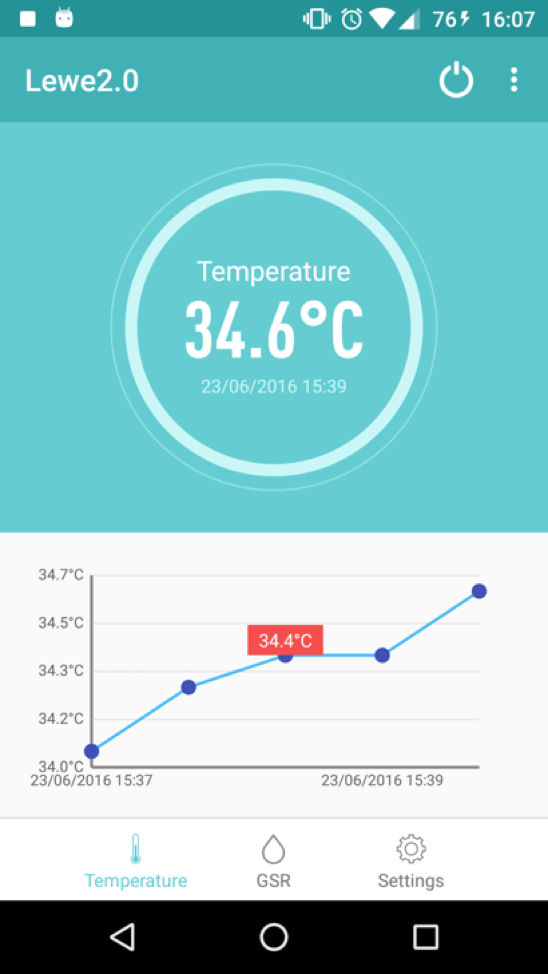 76 16:07
Lewe2.0
Temperature
34.6°C
23/06/2016 15:39
34.7°C
34.5°C
34.4°C
34.3°C
34.2°C
34.0°C
23/06/2016 15:37 23/06/2016 15:39
Temperature GSR Settings